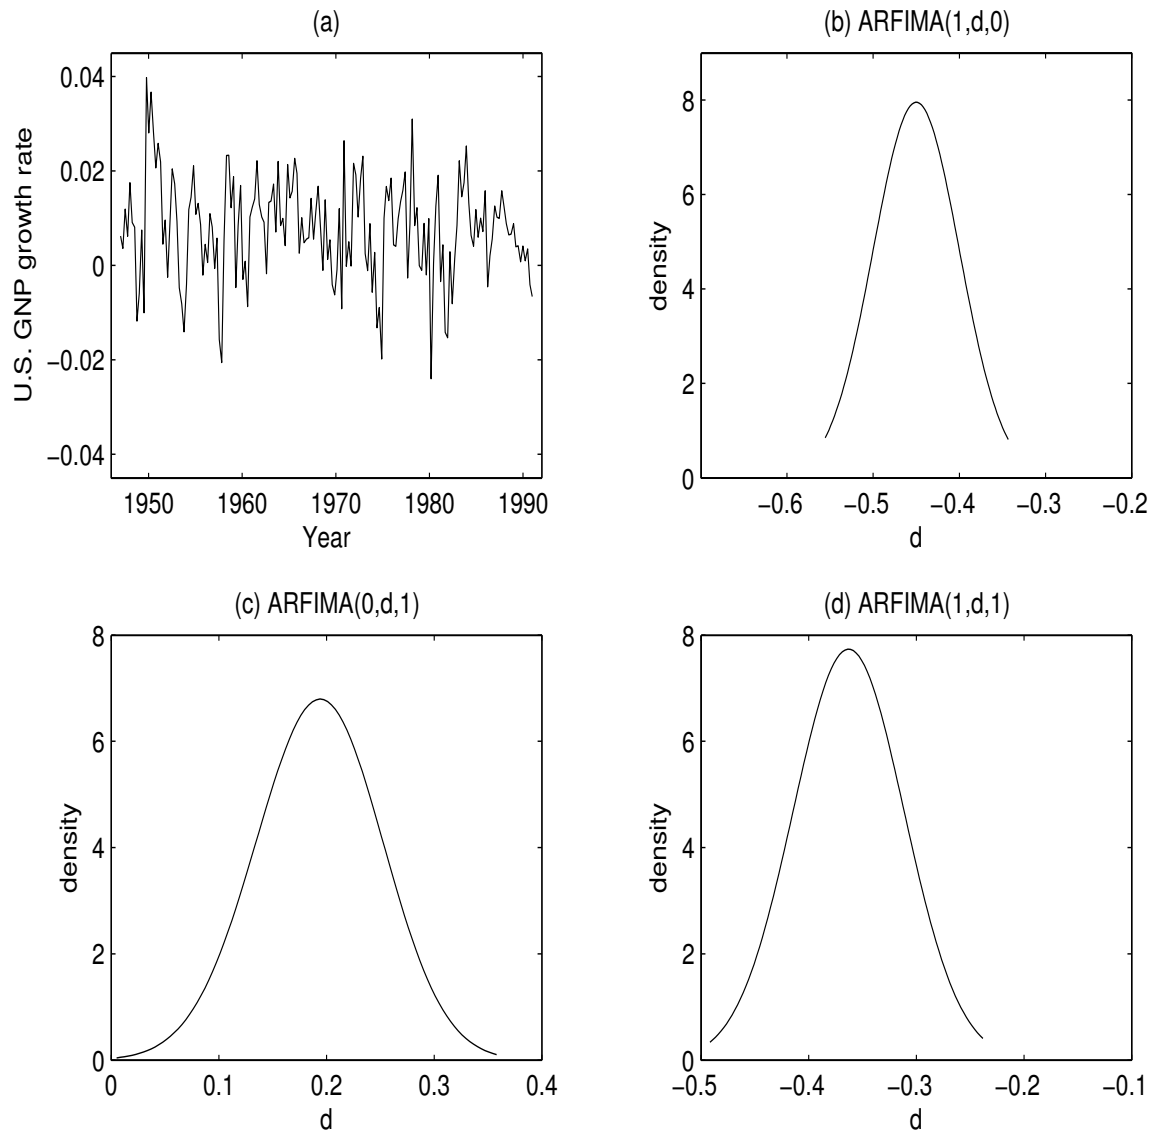 (a)
U.S. GNP growth rate
0.04
0.02
0
−0.02
−0.04
1950 1960 1970 1980 1990
Year
(b) ARFIMA(1,d,0)
density
8
6
4
2
0
−0.6 −0.5 −0.4 −0.3 −0.2
d
(c) ARFIMA(0,d,1)
density
8
6
4
2
0
0 0.1 0.2 0.3 0.4
d
(d) ARFIMA(1,d,1)
density
8
6
4
2
0
−0.5 −0.4 −0.3 −0.2 −0.1
d